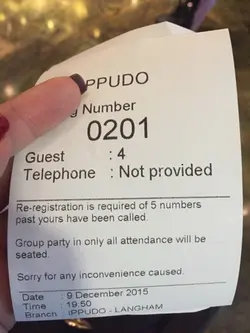 IPPUDO
g Number
0201
Guest : 4
Telephone : Not provided
Re-registration is required of 5 numbers
past yours have been called.
Group party in only all attendance will be
seated.
Sorry for any inconvenience caused.
Date : 9 December 2015
Time : 19:50
Branch : IPPUDO - LANGHAM